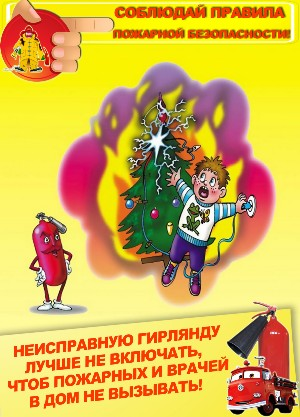 СОБЛЮДАЙ ПРАВИЛА
ПОЖАРНОЙ БЕЗОПАСНОСТИ!
НЕИСПРАВНУЮ ГИРЛЯНДУ
ЛУЧШЕ НЕ ВКЛЮЧАТЬ,
ЧТОБ ПОЖАРНЫХ И ВРАЧЕЙ
В ДОМ НЕ ВЫЗЫВАТЬ!